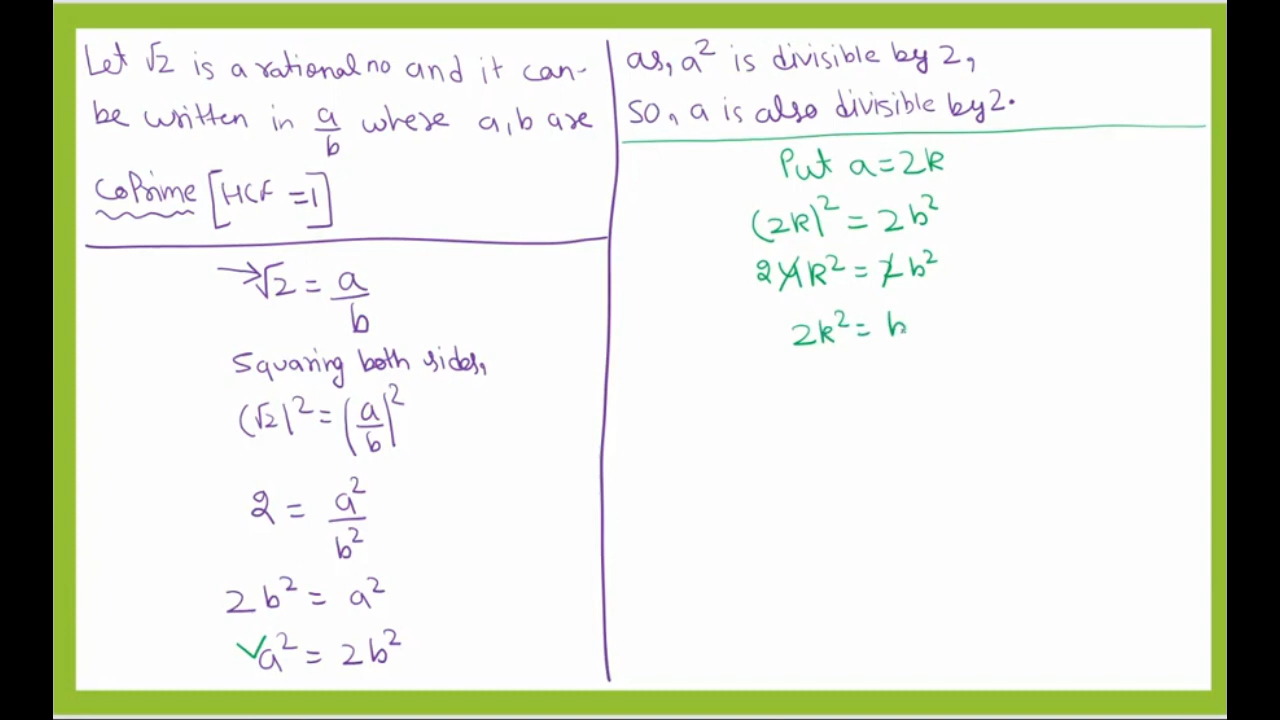 Let √2 is a rational no and it can
be written in a/b where a, b are
CoPrime [HCF = 1]
→ √2 = a/b
Squaring both sides,
(√2)² = (a/b)²
2 = a²/b²
2b² = a²
✓a² = 2b²
as, a² is divisible by 2,
so, a is also divisible by 2.
Put a = 2k
(2k)² = 2b²
2 4k² = 2b²
2k² = b